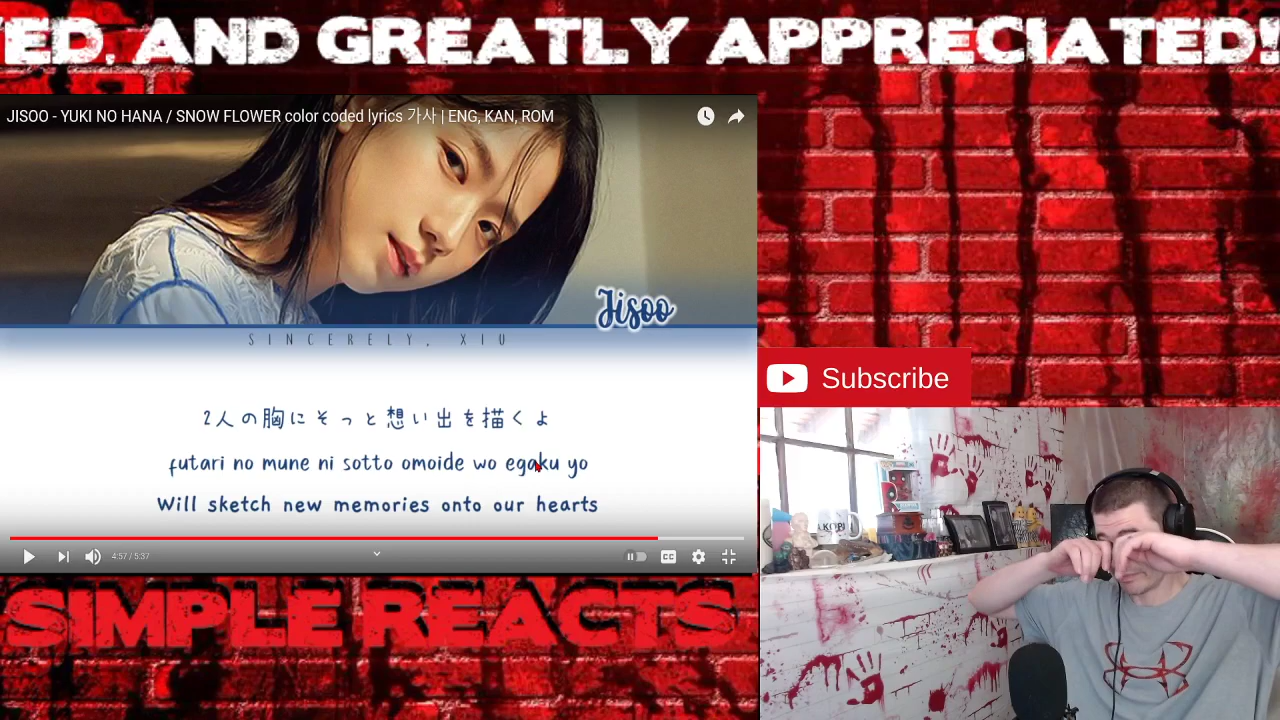 ED, AND GREATLY APPRECIATED!
JISOO - YUKI NO HANA / SNOW FLOWER color coded lyrics 가사 | ENG, KAN, ROM
Jisoo
SINCERELY, XIU
2人の胸にそっと想い出を描くよ
futari no mune ni sotto omoide wo egaku yo
Will sketch new memories onto our hearts
4:57 / 5:37
CC
Subscribe
SIMPLE REACTS